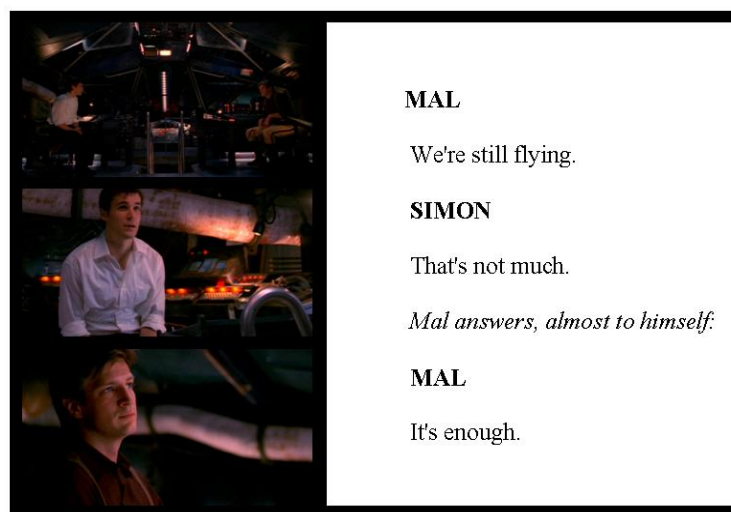 MAL
We're still flying.
SIMON
That's not much.
Mal answers, almost to himself:
MAL
It's enough.